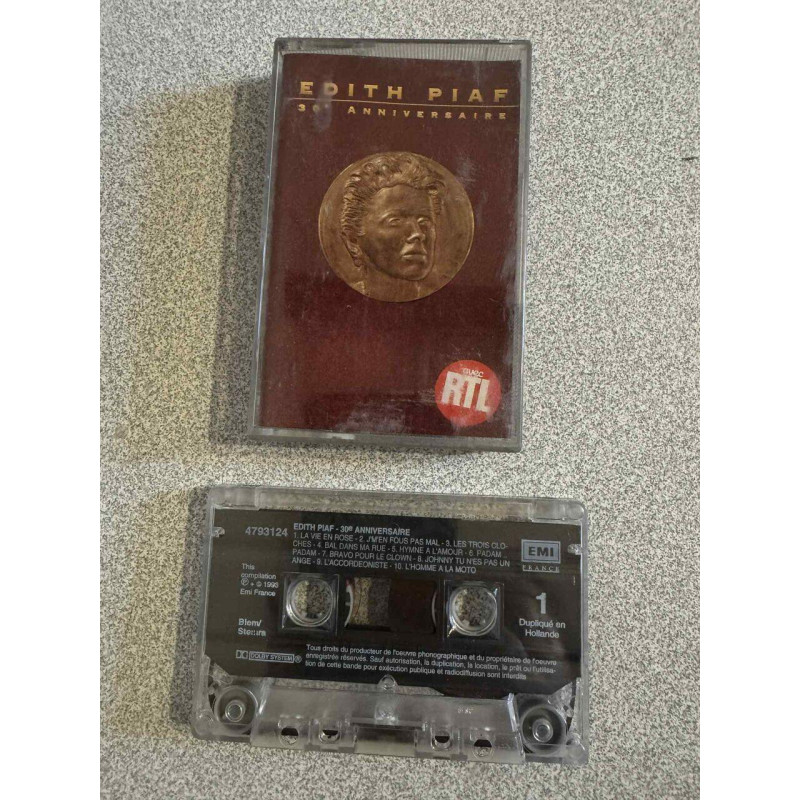 EDITH PIAF
30e ANNIVERSAIRE
avec
RTL
4793124
EDITH PIAF - 30e ANNIVERSAIRE
1. LA VIE EN ROSE - 2. J'M'EN FOUS PAS MAL - 3. LES TROIS CLO-
CHES - 4. BAL DANS MA RUE - 5. HYMNE A L'AMOUR - 6. PADAM
PADAM - 7. BRAVO POUR LE CLOWN - 8. JOHNNY TU N'ES PAS UN
ANGE - 9. L'ACCORDEONISTE - 10. L'HOMME A LA MOTO
EMI
FRANCE
This
compilation
℗ + © 1993
Emi France
Biem/
Stemra
1
Dupliqué en
Hollande
DOLBY SYSTEM ®
Tous droits du producteur de l'oeuvre phonographique et du propriétaire de l'oeuvre
enregistrée réservés. Sauf autorisation, la duplication, la location, le prêt ou l'utilisa-
tion de cette bande pour exécution publique et radiodiffusion sont interdits